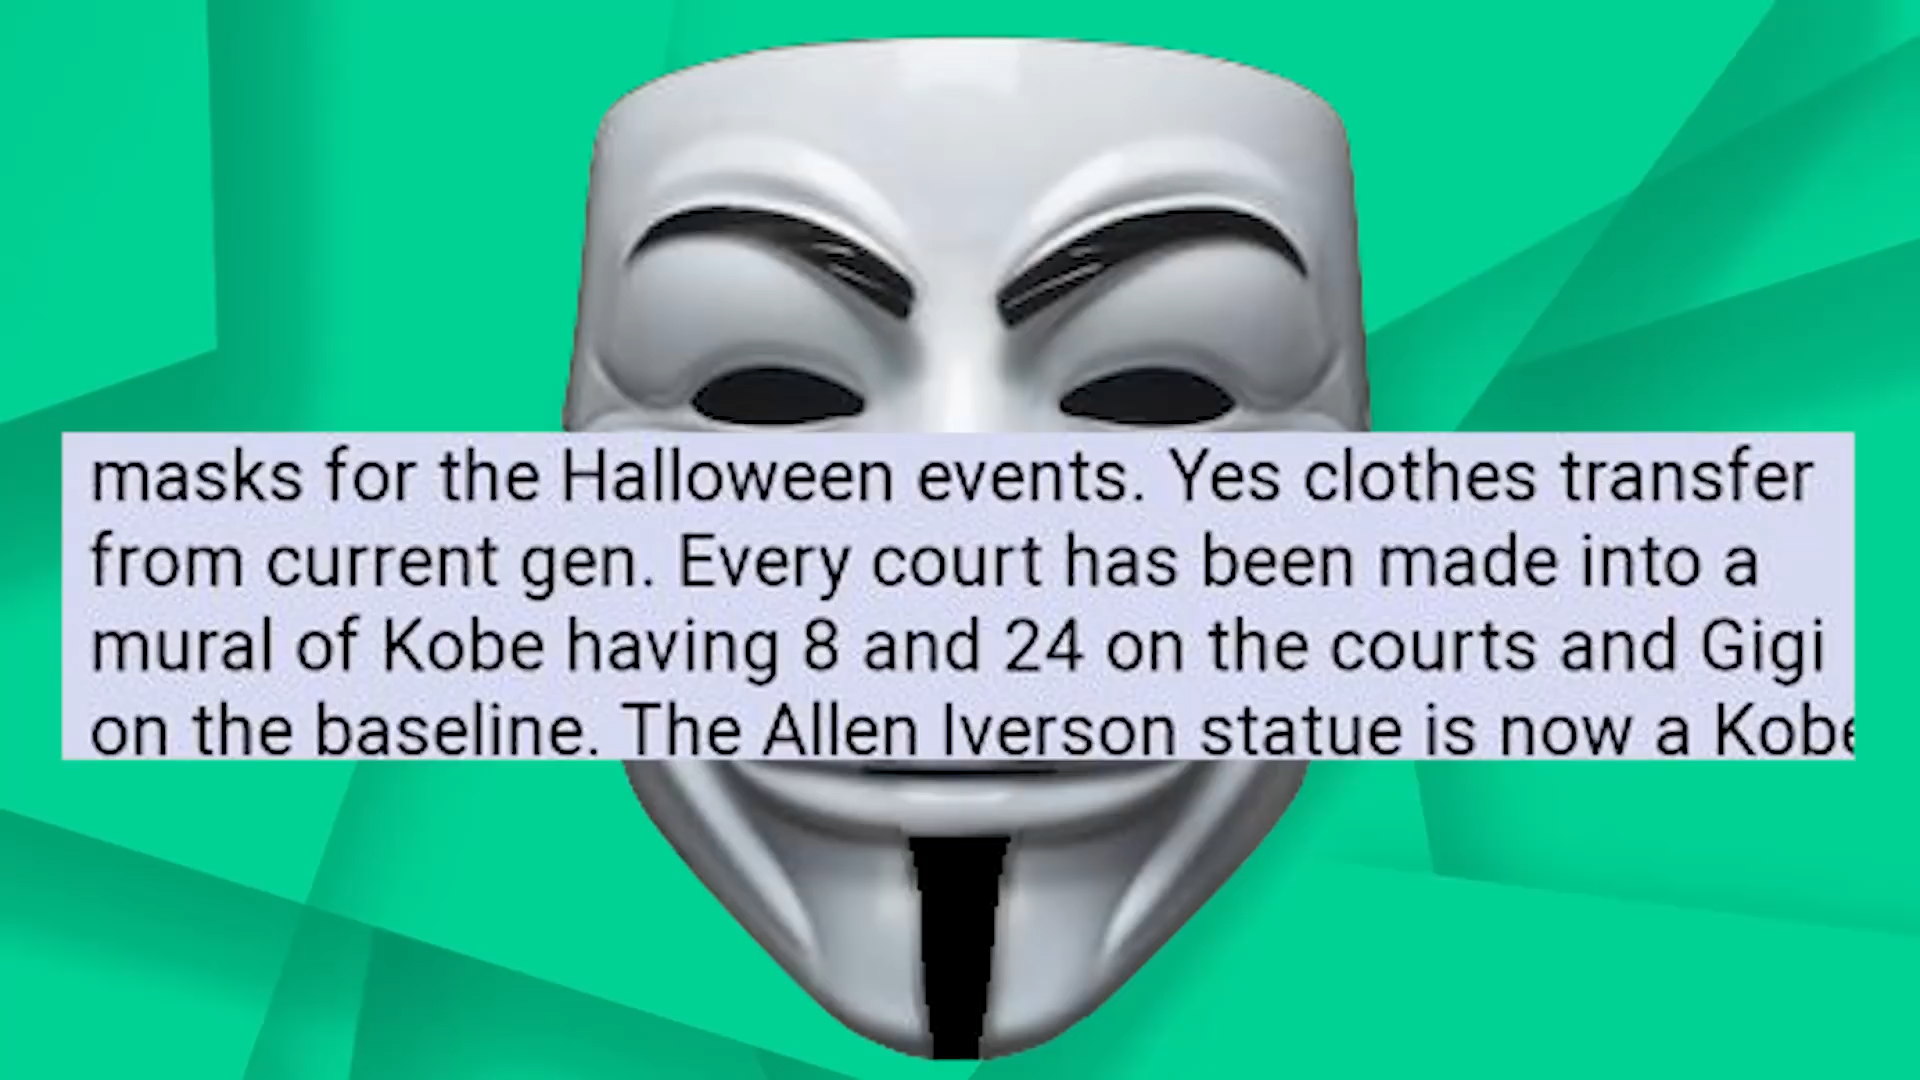 masks for the Halloween events. Yes clothes transfer
from current gen. Every court has been made into a
mural of Kobe having 8 and 24 on the courts and Gigi
on the baseline. The Allen Iverson statue is now a Kobe